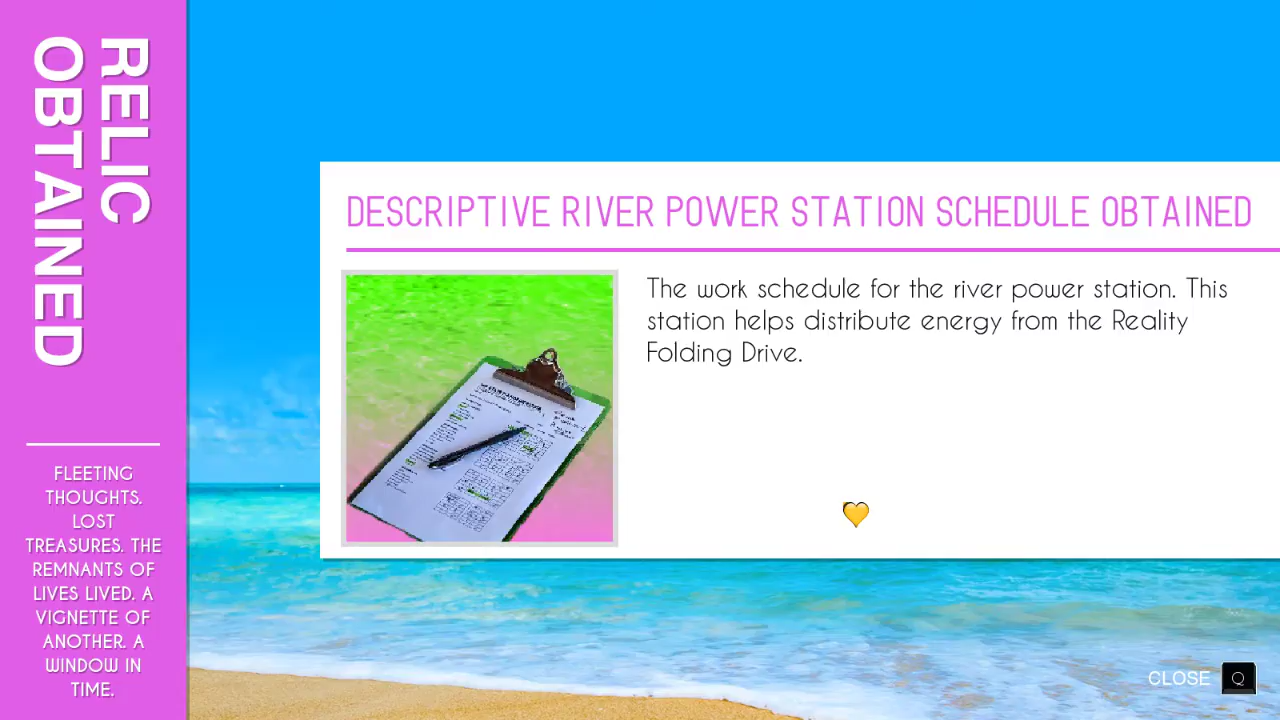 RELIC
OBTAINED
FLEETING
THOUGHTS.
LOST
TREASURES. THE
REMNANTS OF
LIVES LIVED. A
VIGNETTE OF
ANOTHER. A
WINDOW IN
TIME.
DESCRIPTIVE RIVER POWER STATION SCHEDULE OBTAINED
The work schedule for the river power station. This
station helps distribute energy from the Reality
Folding Drive.
CLOSE Q